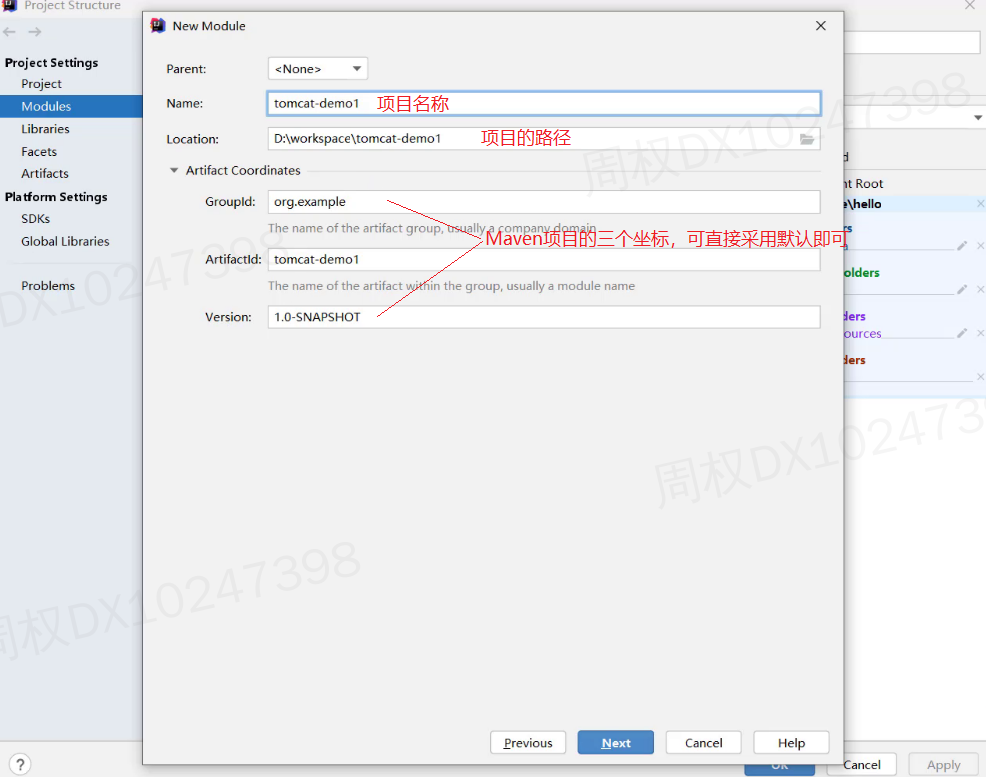 Project Structure
New Module
Project Settings
Project
Modules
Libraries
Facets
Artifacts
Platform Settings
SDKs
Global Libraries
Problems
Parent:
<None>
Name:
tomcat-demo1
项目名称
Location:
D:\workspace\tomcat-demo1
项目的路径
Artifact Coordinates
GroupId:
org.example
The name of the artifact group, usually a company domain
Maven项目的三个坐标，可直接采用默认即可
ArtifactId:
tomcat-demo1
The name of the artifact within the group, usually a module name
Version:
1.0-SNAPSHOT
nt Root
\hello
olders
ders
ources
ders
Previous
Next
Cancel
Help
?
OK
Cancel
Apply
周权DX10247398
周权DX10247398
周权DX10247398
DX10247398